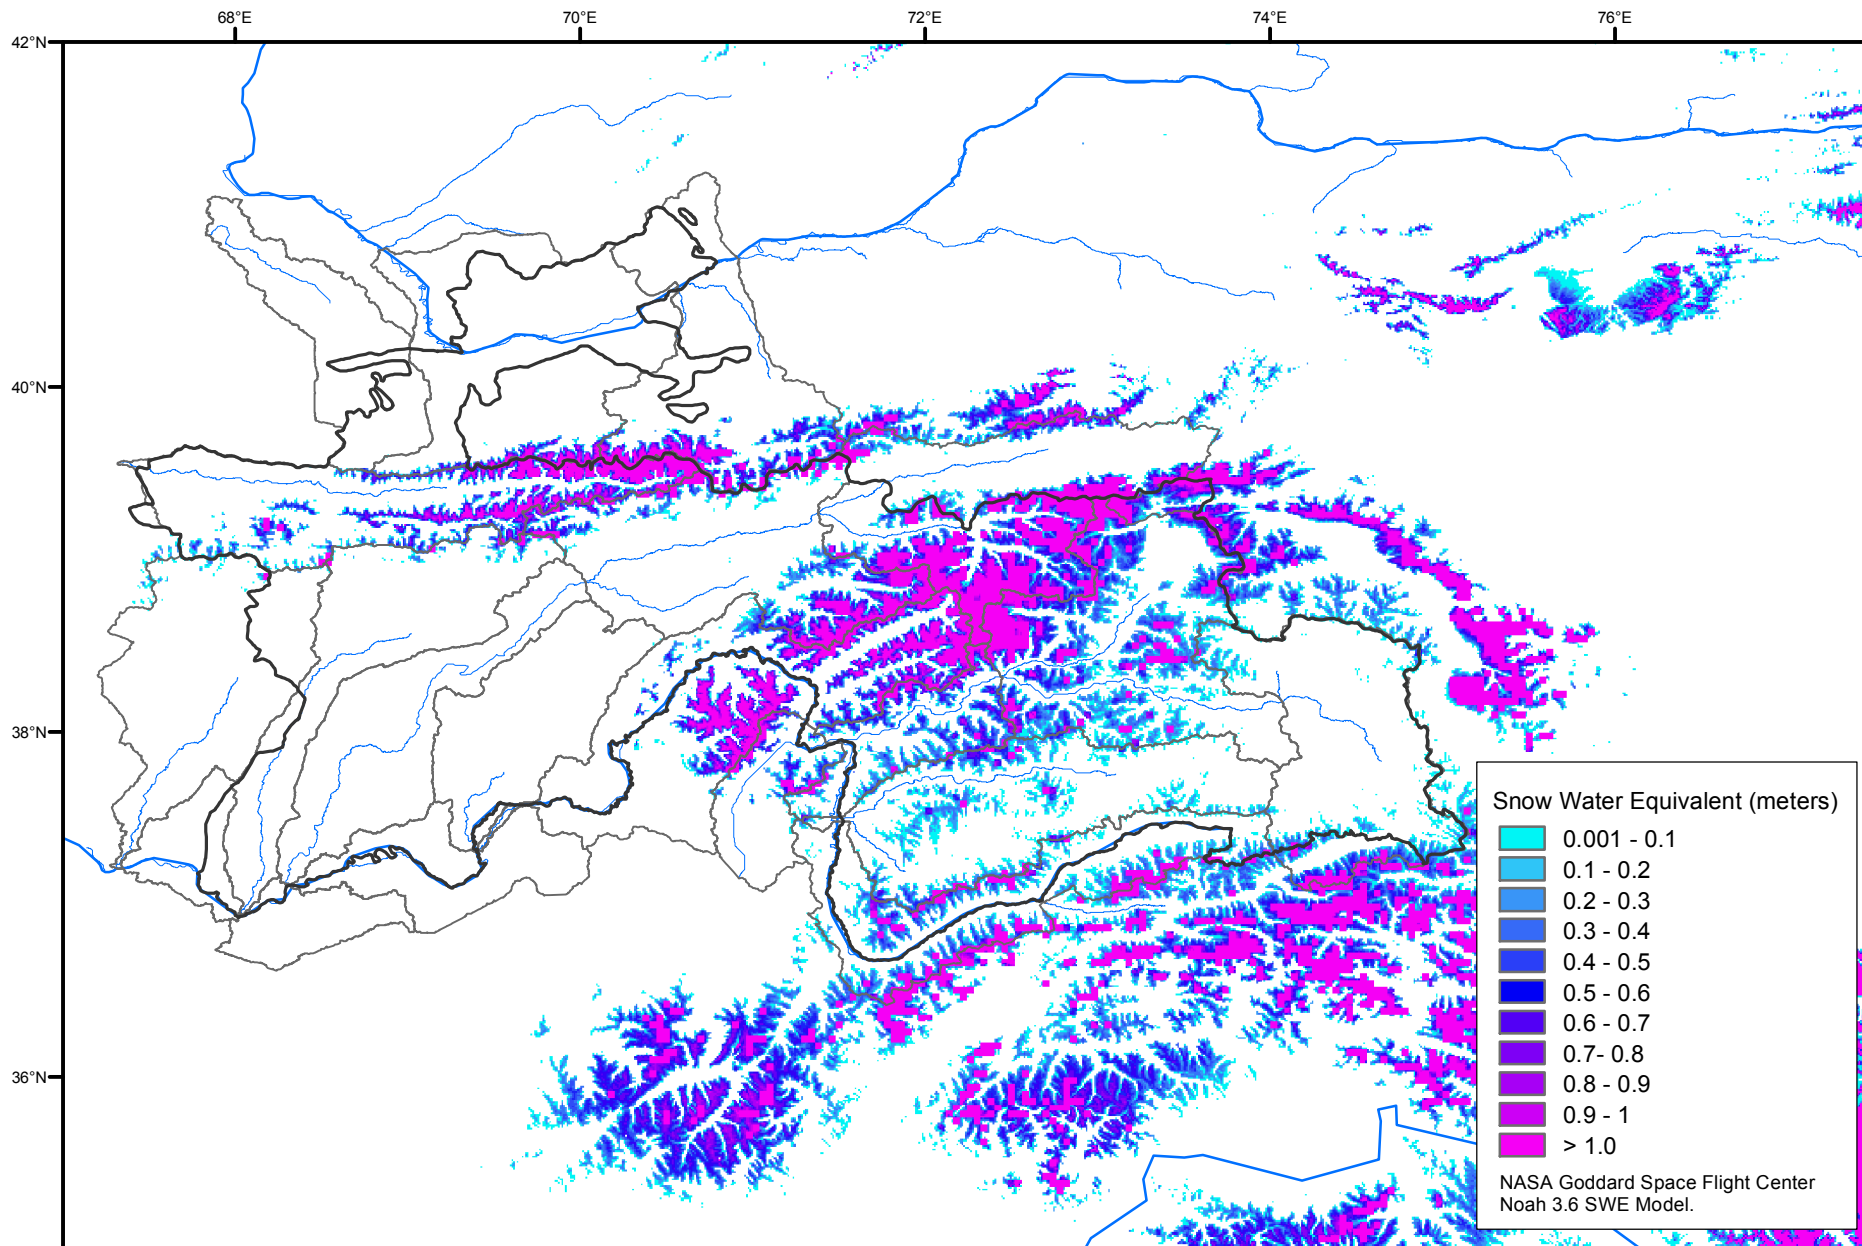 68°E 70°E 72°E 74°E 76°E
42°N
40°N
38°N
36°N
Snow Water Equivalent (meters)
0.001 - 0.1
0.1 - 0.2
0.2 - 0.3
0.3 - 0.4
0.4 - 0.5
0.5 - 0.6
0.6 - 0.7
0.7- 0.8
0.8 - 0.9
0.9 - 1
> 1.0
NASA Goddard Space Flight Center
Noah 3.6 SWE Model.